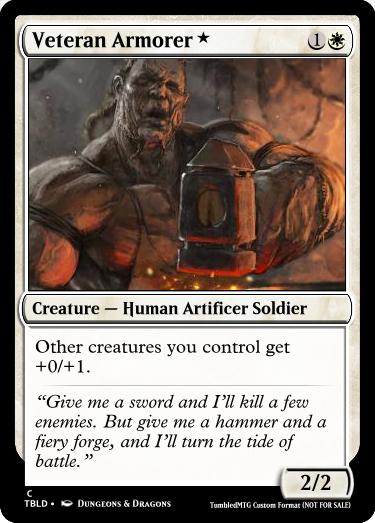 Veteran Armorer ★ 1
Creature — Human Artificer Soldier
Other creatures you control get
+0/+1.
“Give me a sword and I’ll kill a few
enemies. But give me a hammer and a
fiery forge, and I’ll turn the tide of
battle.”
2/2
C
TBLD • DUNGEONS & DRAGONS
TumbledMTG Custom Format (NOT FOR SALE)